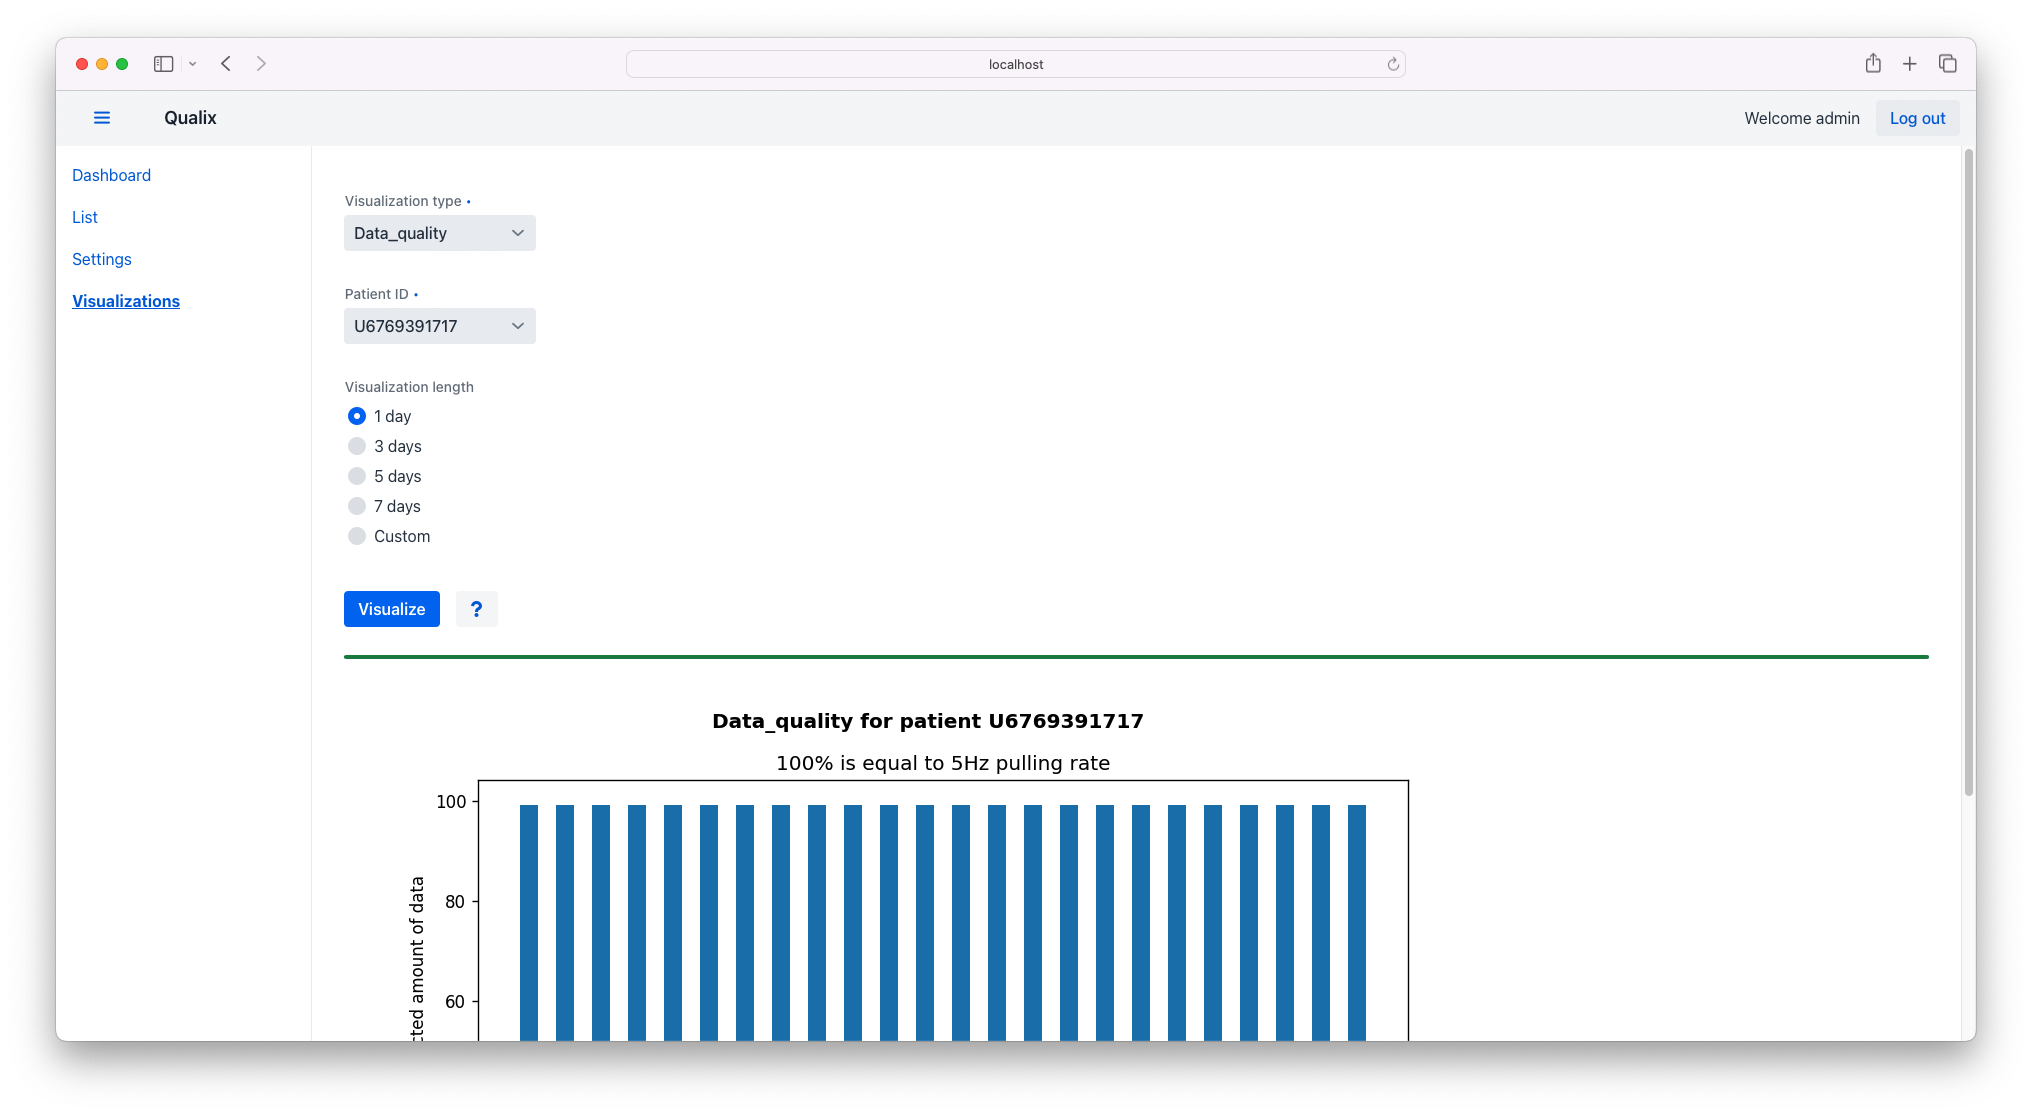 localhost
Qualix
Welcome admin
Log out
Dashboard
List
Settings
Visualizations
Visualization type •
Data_quality
Patient ID •
U6769391717
Visualization length
1 day
3 days
5 days
7 days
Custom
Visualize
?
Data_quality for patient U6769391717
100% is equal to 5Hz pulling rate
100
80
60
cted amount of data